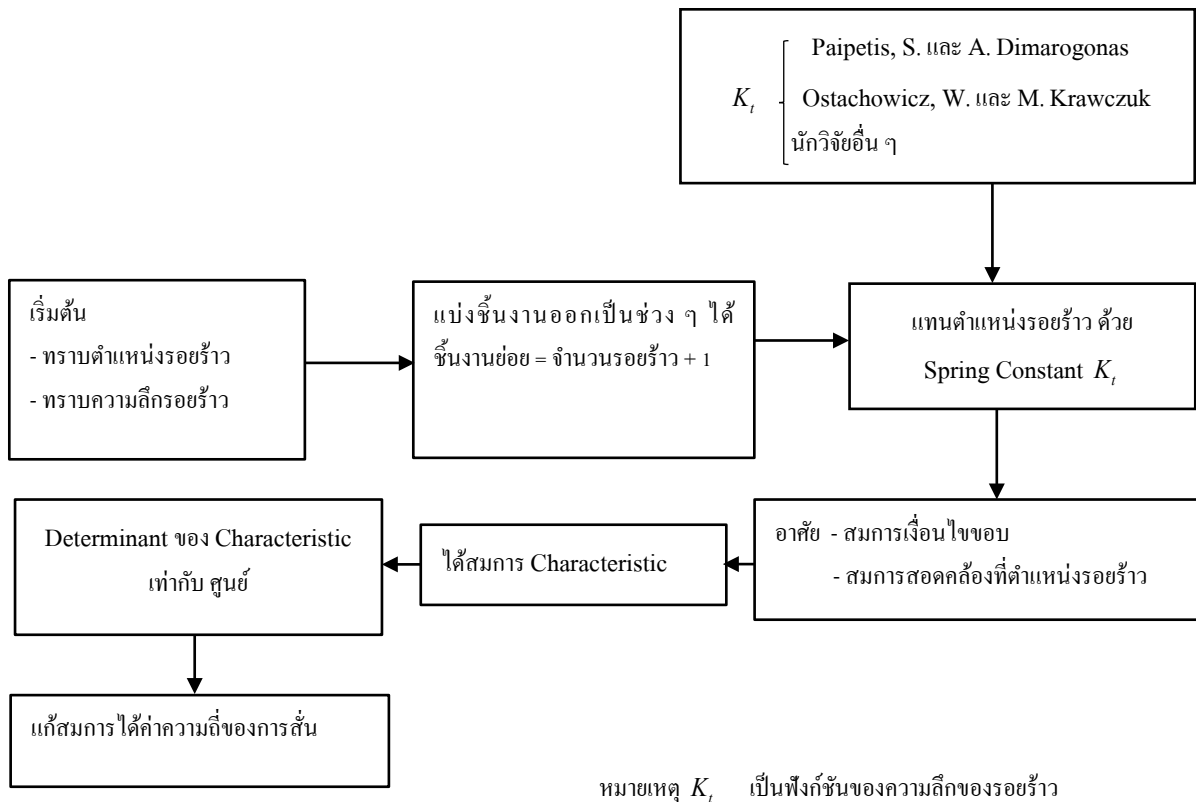 Paipetis, S. และ A. Dimarogonas
K_t
Ostachowicz, W. และ M. Krawczuk
นักวิจัยอื่น ๆ
เริ่มต้น
- ทราบตำแหน่งรอยร้าว
- ทราบความลึกรอยร้าว
แบ่งชิ้นงานออกเป็นช่วง ๆ ได้
ชิ้นงานย่อย = จำนวนรอยร้าว + 1
แทนตำแหน่งรอยร้าว ด้วย
Spring Constant K_t
อาศัย - สมการเงื่อนไขขอบ
- สมการสอดคล้องที่ตำแหน่งรอยร้าว
ได้สมการ Characteristic
Determinant ของ Characteristic
เท่ากับ ศูนย์
แก้สมการได้ค่าความถี่ของการสั่น
หมายเหตุ K_t เป็นฟังก์ชันของความลึกของรอยร้าว